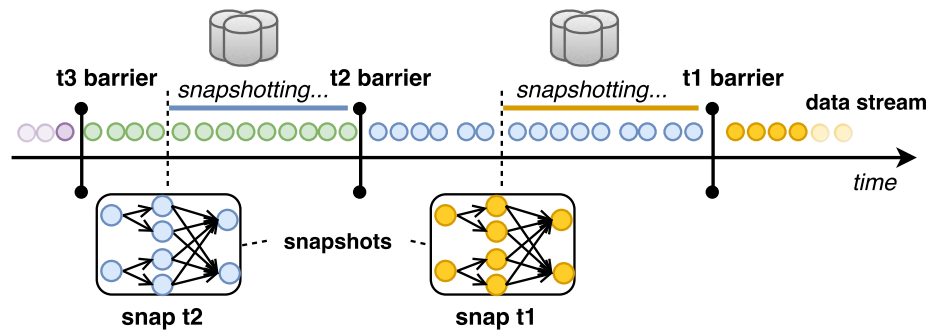 t3 barrier
t2 barrier
t1 barrier
snapshotting...
snapshotting...
data stream
time
snapshots
snap t2
snap t1